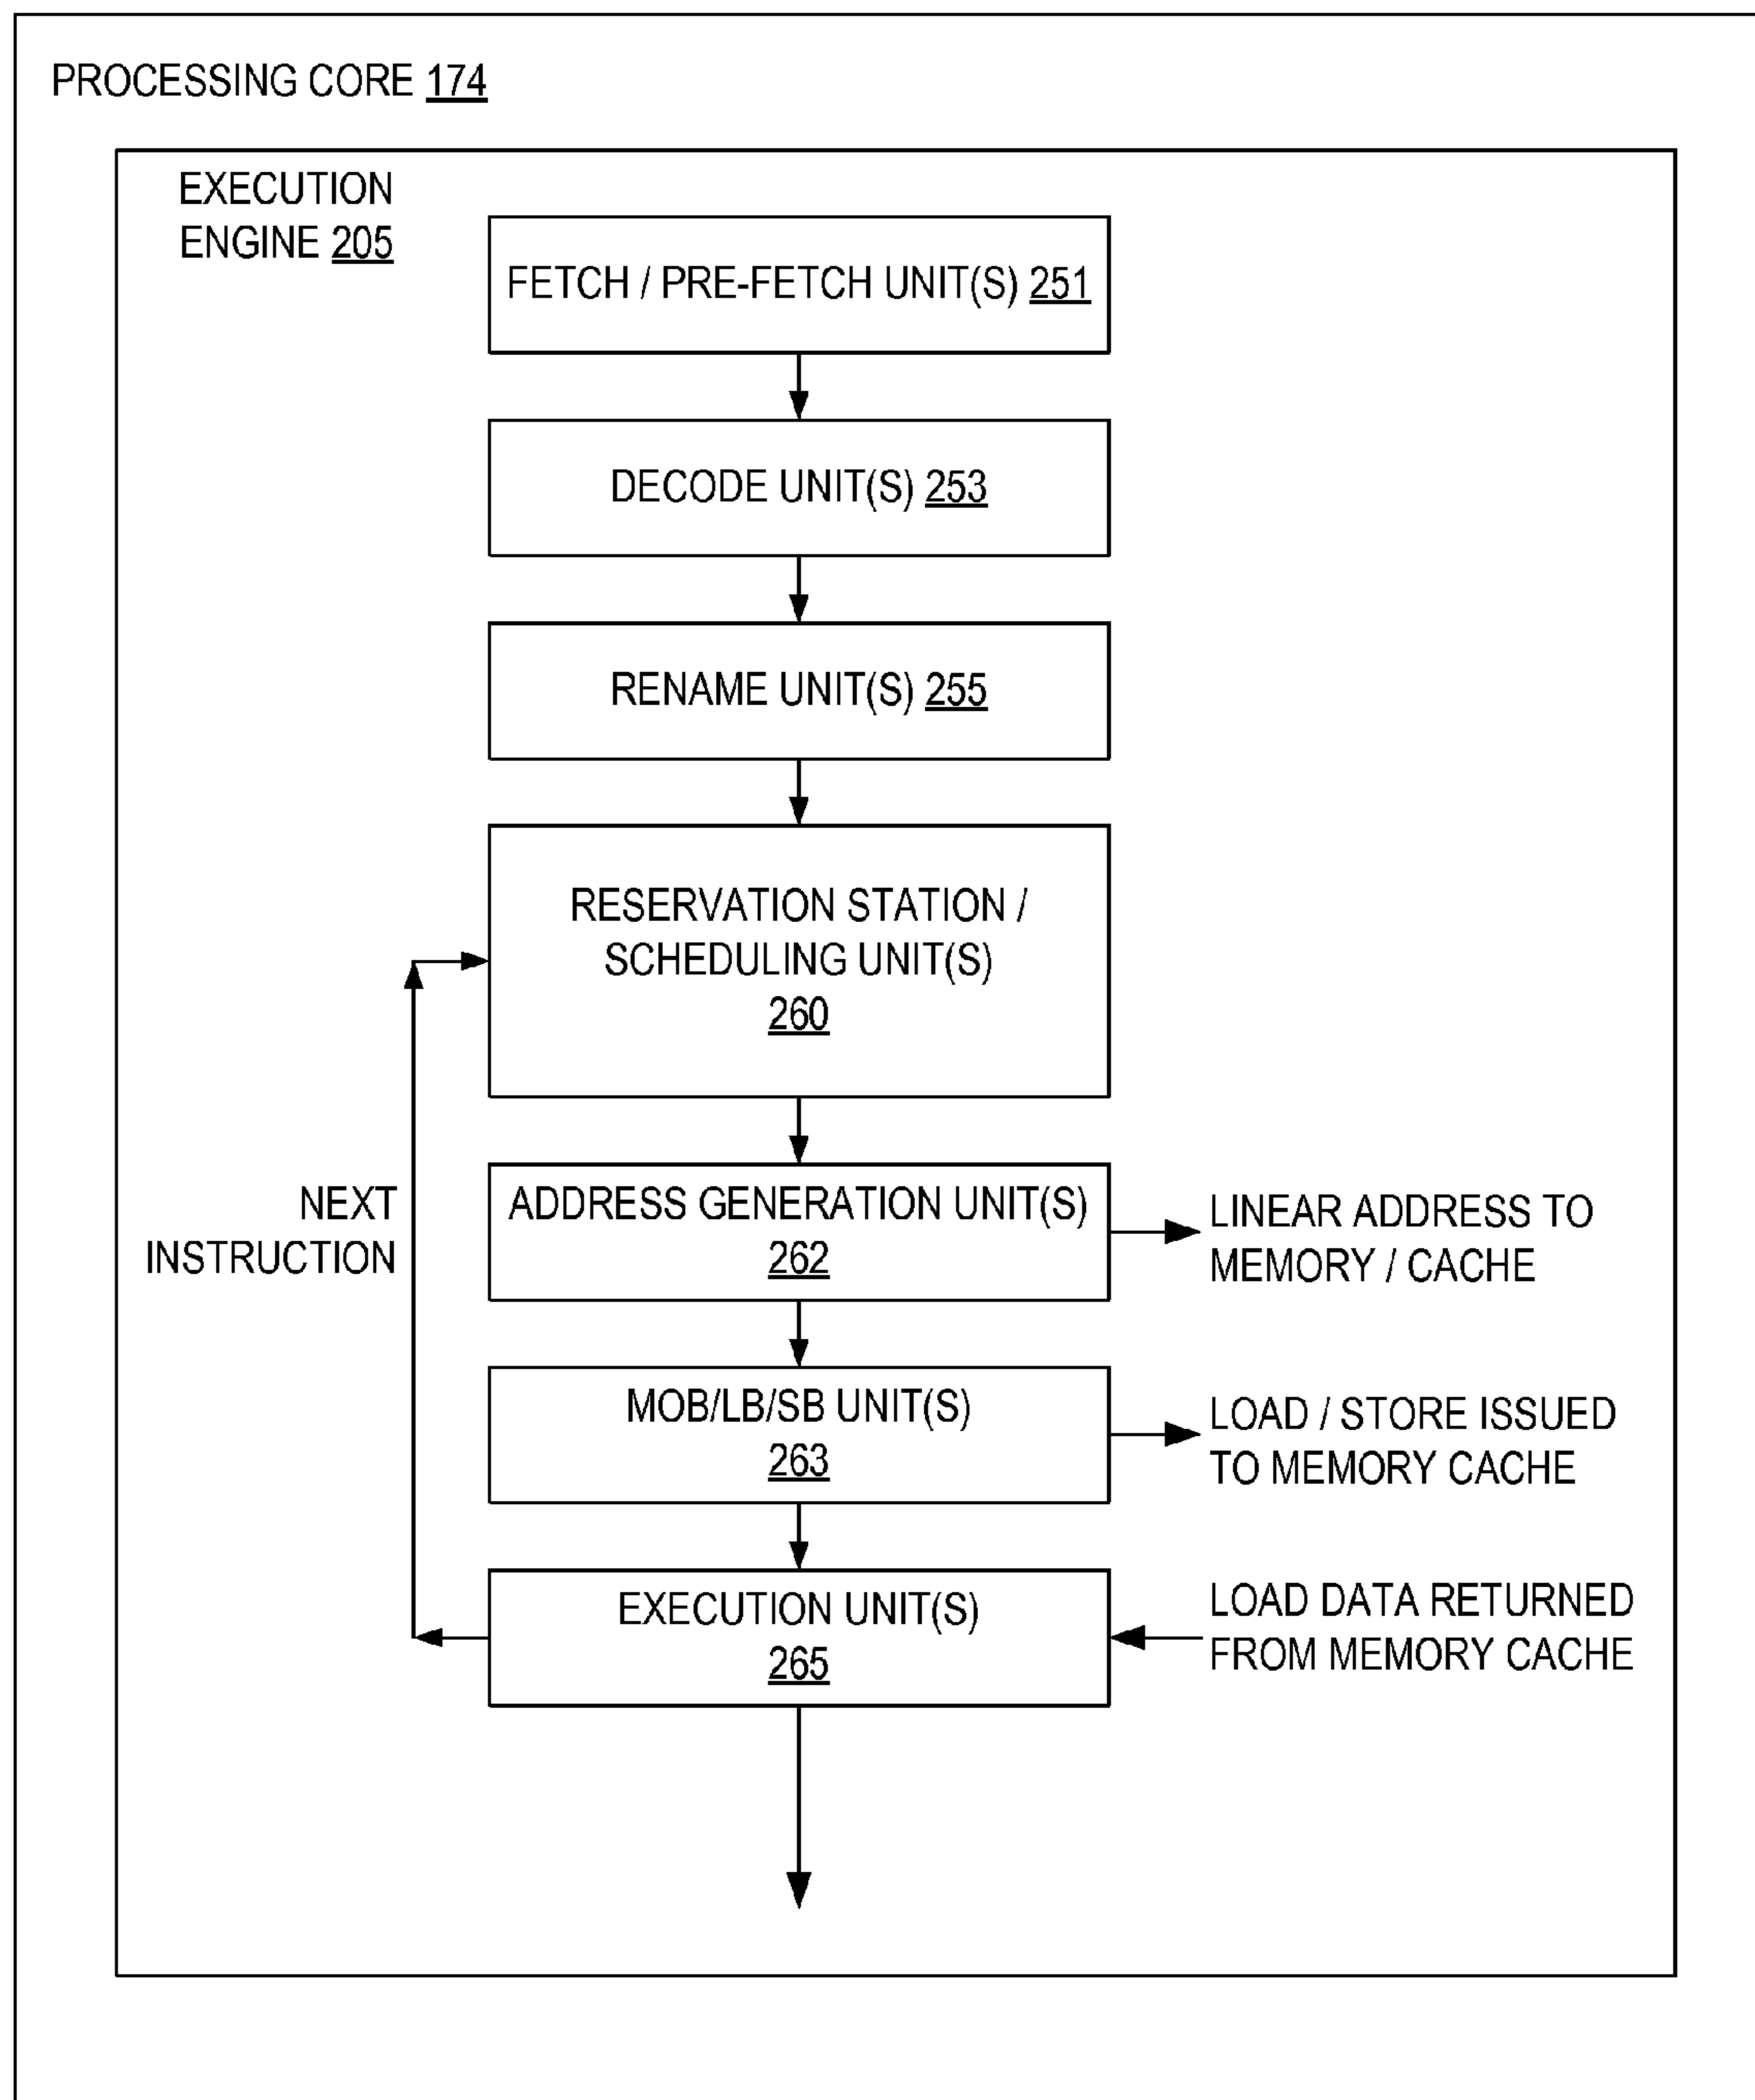 PROCESSING CORE 174
EXECUTION
ENGINE 205
FETCH / PRE-FETCH UNIT(S) 251
DECODE UNIT(S) 253
RENAME UNIT(S) 255
RESERVATION STATION /
SCHEDULING UNIT(S)
260
NEXT
INSTRUCTION
ADDRESS GENERATION UNIT(S)
262
LINEAR ADDRESS TO
MEMORY / CACHE
MOB/LB/SB UNIT(S)
263
LOAD / STORE ISSUED
TO MEMORY CACHE
EXECUTION UNIT(S)
265
LOAD DATA RETURNED
FROM MEMORY CACHE